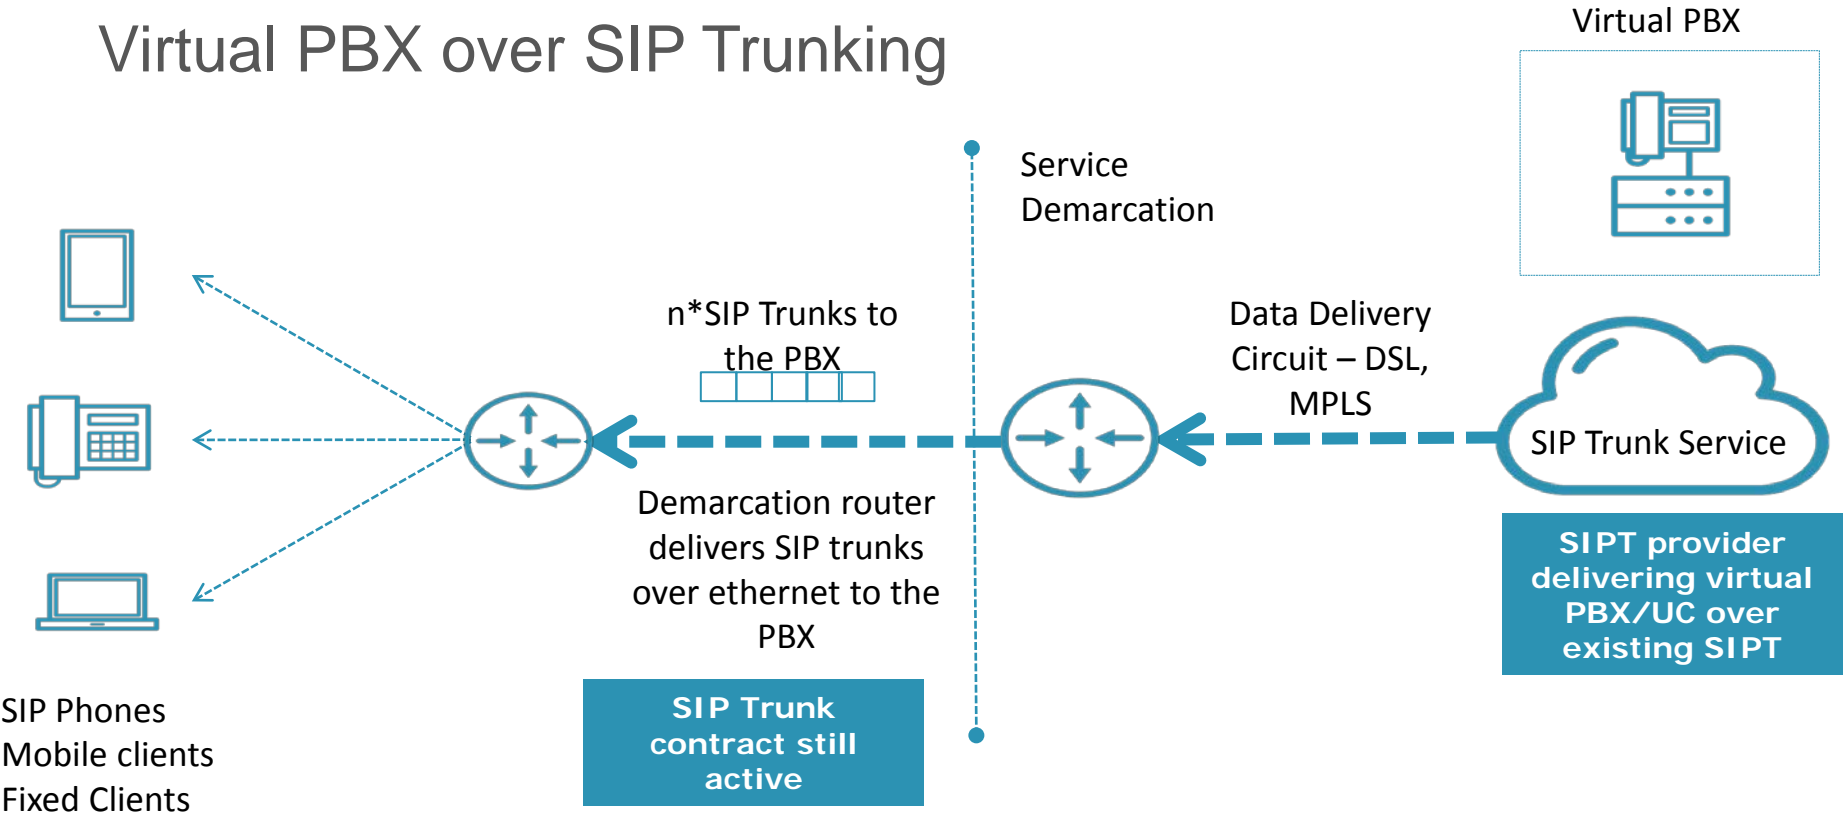 Virtual PBX over SIP Trunking
Virtual PBX
Service
Demarcation
n*SIP Trunks to
the PBX
Data Delivery
Circuit – DSL,
MPLS
SIP Trunk Service
Demarcation router
delivers SIP trunks
over ethernet to the
PBX
SIPT provider
delivering virtual
PBX/UC over
existing SIPT
SIP Trunk
contract still
active
SIP Phones
Mobile clients
Fixed Clients